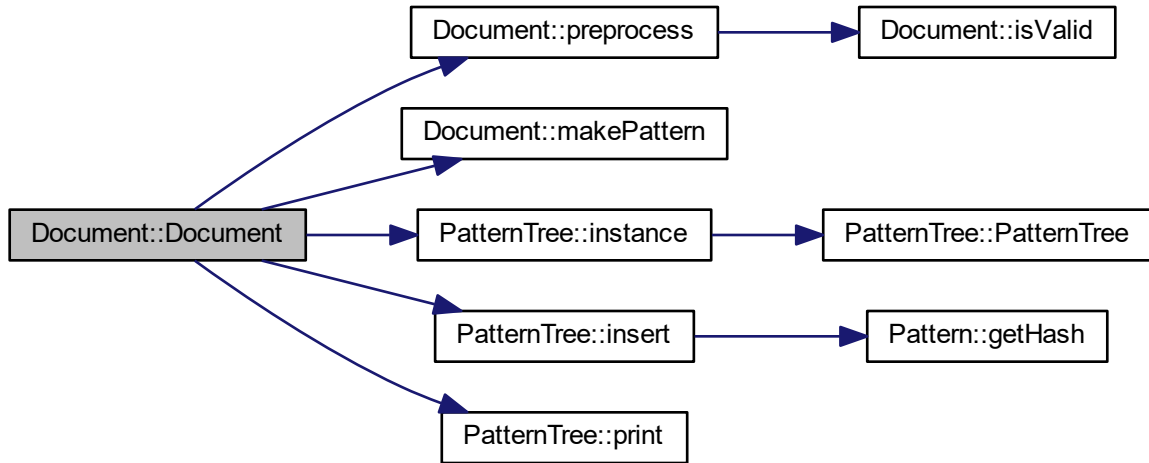 Document::preprocess
Document::isValid
Document::makePattern
Document::Document
PatternTree::instance
PatternTree::PatternTree
PatternTree::insert
Pattern::getHash
PatternTree::print